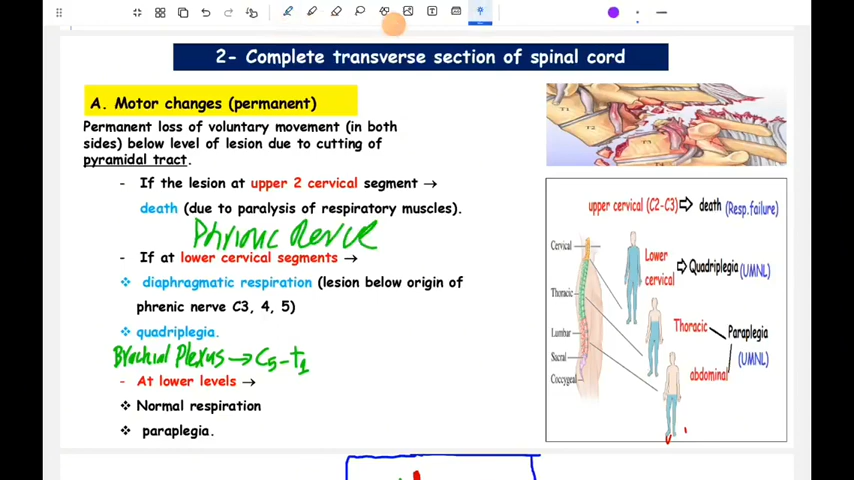 2- Complete transverse section of spinal cord
A. Motor changes (permanent)
Permanent loss of voluntary movement (in both
sides) below level of lesion due to cutting of
pyramidal tract.
- If the lesion at upper 2 cervical segment →
death (due to paralysis of respiratory muscles).
Phrionic Nerve
- If at lower cervical segments →
❖ diaphragmatic respiration (lesion below origin of
phrenic nerve C3, 4, 5)
❖ quadriplegia.
Brachial Plexus → C5-T1
- At lower levels →
❖ Normal respiration
❖ paraplegia.
T1
T2
upper cervical (C2-C3) ⇨ death (Resp.failure)
Cervical
Thoracic
Lumbar
Sacral
Coccygeal
Lower
cervical ⇨ Quadriplegia (UMNL)
Thoracic
abdominal
Paraplegia
(UMNL)